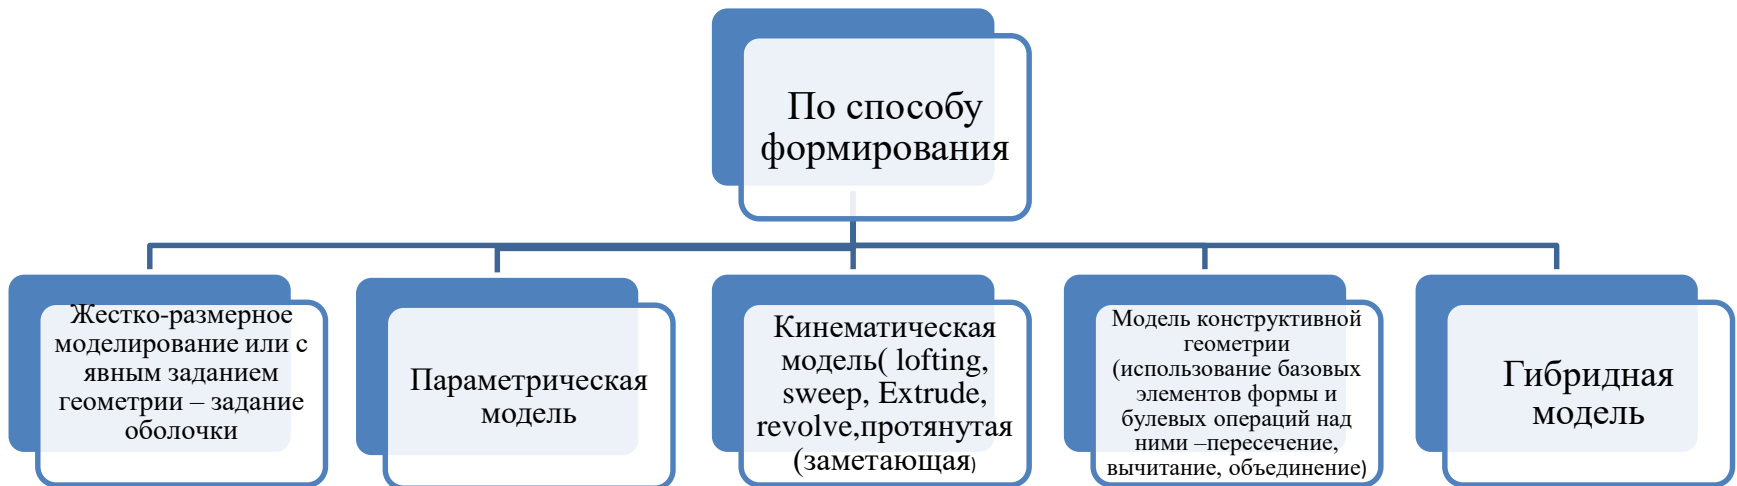 По способу
формирования
Жестко-размерное
моделирование или с
явным заданием
геометрии – задание
оболочки
Параметрическая
модель
Кинематическая
модель( lofting,
sweep, Extrude,
revolve,протянутая
(заметающая)
Модель конструктивной
геометрии
(использование базовых
элементов формы и
булевых операций над
ними –пересечение,
вычитание, объединение)
Гибридная
модель